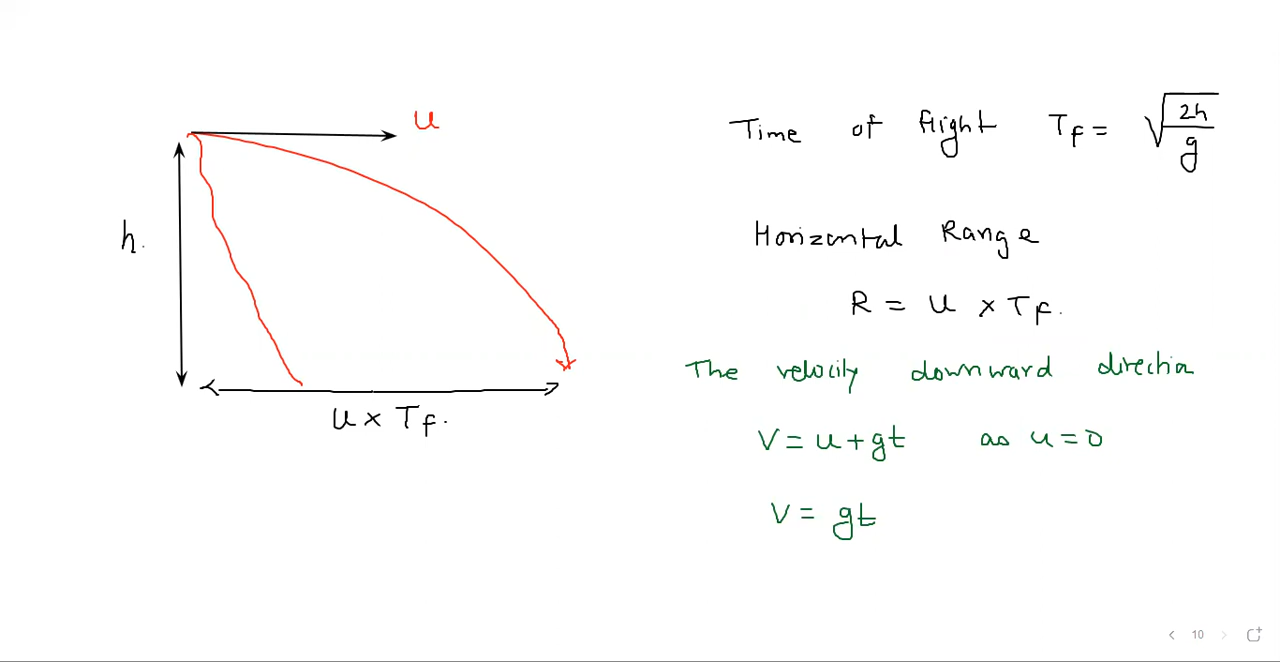 u
h.
u × Tf.
Time of flight Tf = √(2h/g)
Horizontal Range
R = u × Tf.
The velocity downward direction
V = u + gt as u = 0
V = gt
10